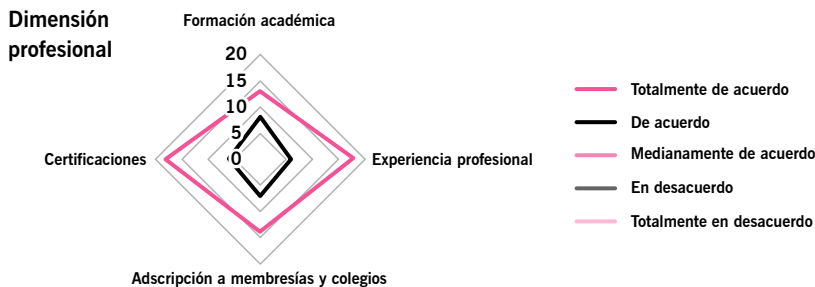 Dimensión
profesional
Formación académica
20
15
10
5
0
Certificaciones
Experiencia profesional
Adscripción a membresías y colegios
Totalmente de acuerdo
De acuerdo
Medianamente de acuerdo
En desacuerdo
Totalmente en desacuerdo